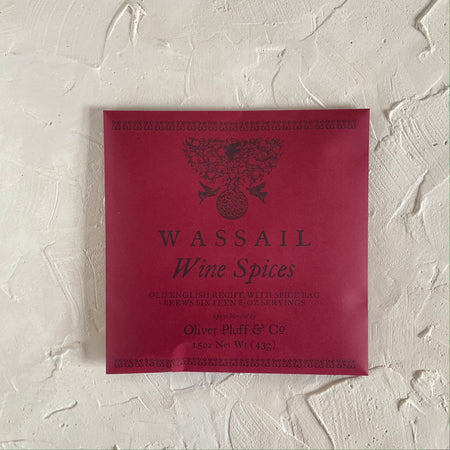 WASSAIL
Wine Spices
OLD ENGLISH RECIPE WITH SPICE BAG
BREWS SIXTEEN 8-OZ SERVINGS
Oliver Pluff & Co.
1.5oz Net Wt (43g)